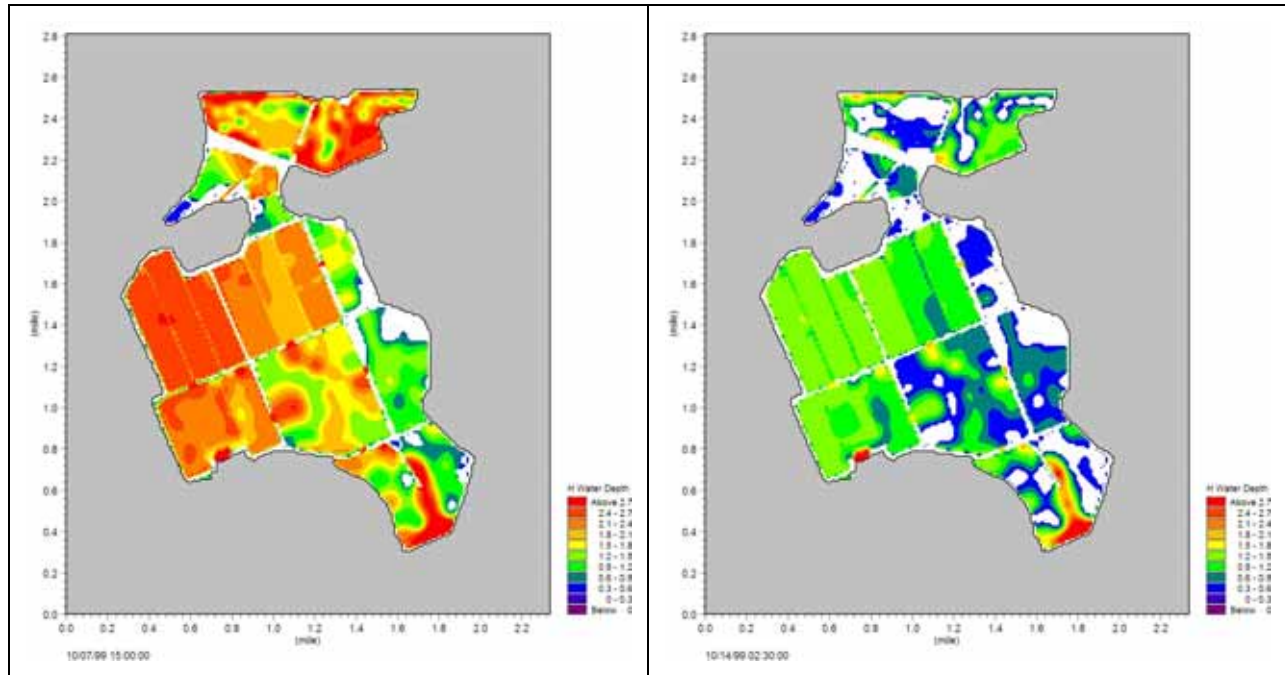 2.8
2.6
2.4
2.2
2.0
1.8
1.6
1.4
1.2
1.0
0.8
0.6
0.4
0.2
0.0
(mile)
0.0 0.2 0.4 0.6 0.8 1.0 1.2 1.4 1.6 1.8 2.0 2.2
(mile)
10/07/99 15:00:00
H Water Depth
Above 2.7
2.4 - 2.7
2.1 - 2.4
1.8 - 2.1
1.5 - 1.8
1.2 - 1.5
0.9 - 1.2
0.6 - 0.9
0.3 - 0.6
0 - 0.3
Below 0
2.8
2.6
2.4
2.2
2.0
1.8
1.6
1.4
1.2
1.0
0.8
0.6
0.4
0.2
0.0
(mile)
0.0 0.2 0.4 0.6 0.8 1.0 1.2 1.4 1.6 1.8 2.0 2.2
(mile)
10/14/99 02:30:00
H Water Depth
Above 2.7
2.4 - 2.7
2.1 - 2.4
1.8 - 2.1
1.5 - 1.8
1.2 - 1.5
0.9 - 1.2
0.6 - 0.9
0.3 - 0.6
0 - 0.3
Below 0